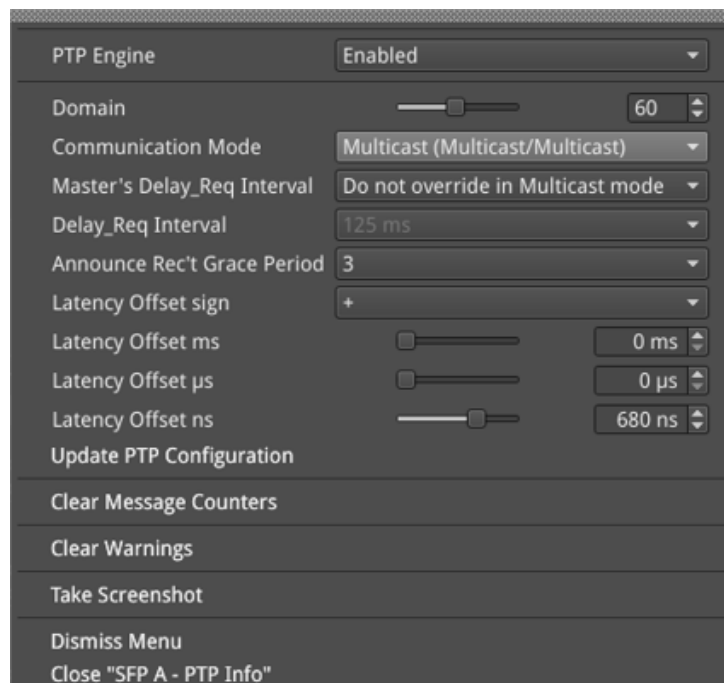 PTP Engine Enabled
Domain 60
Communication Mode Multicast (Multicast/Multicast)
Master's Delay_Req Interval Do not override in Multicast mode
Delay_Req Interval 125 ms
Announce Rec't Grace Period 3
Latency Offset sign +
Latency Offset ms 0 ms
Latency Offset µs 0 µs
Latency Offset ns 680 ns
Update PTP Configuration
Clear Message Counters
Clear Warnings
Take Screenshot
Dismiss Menu
Close "SFP A - PTP Info"